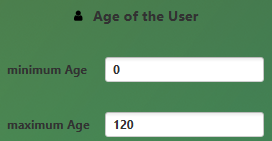 Age of the User
minimum Age 0
maximum Age 120